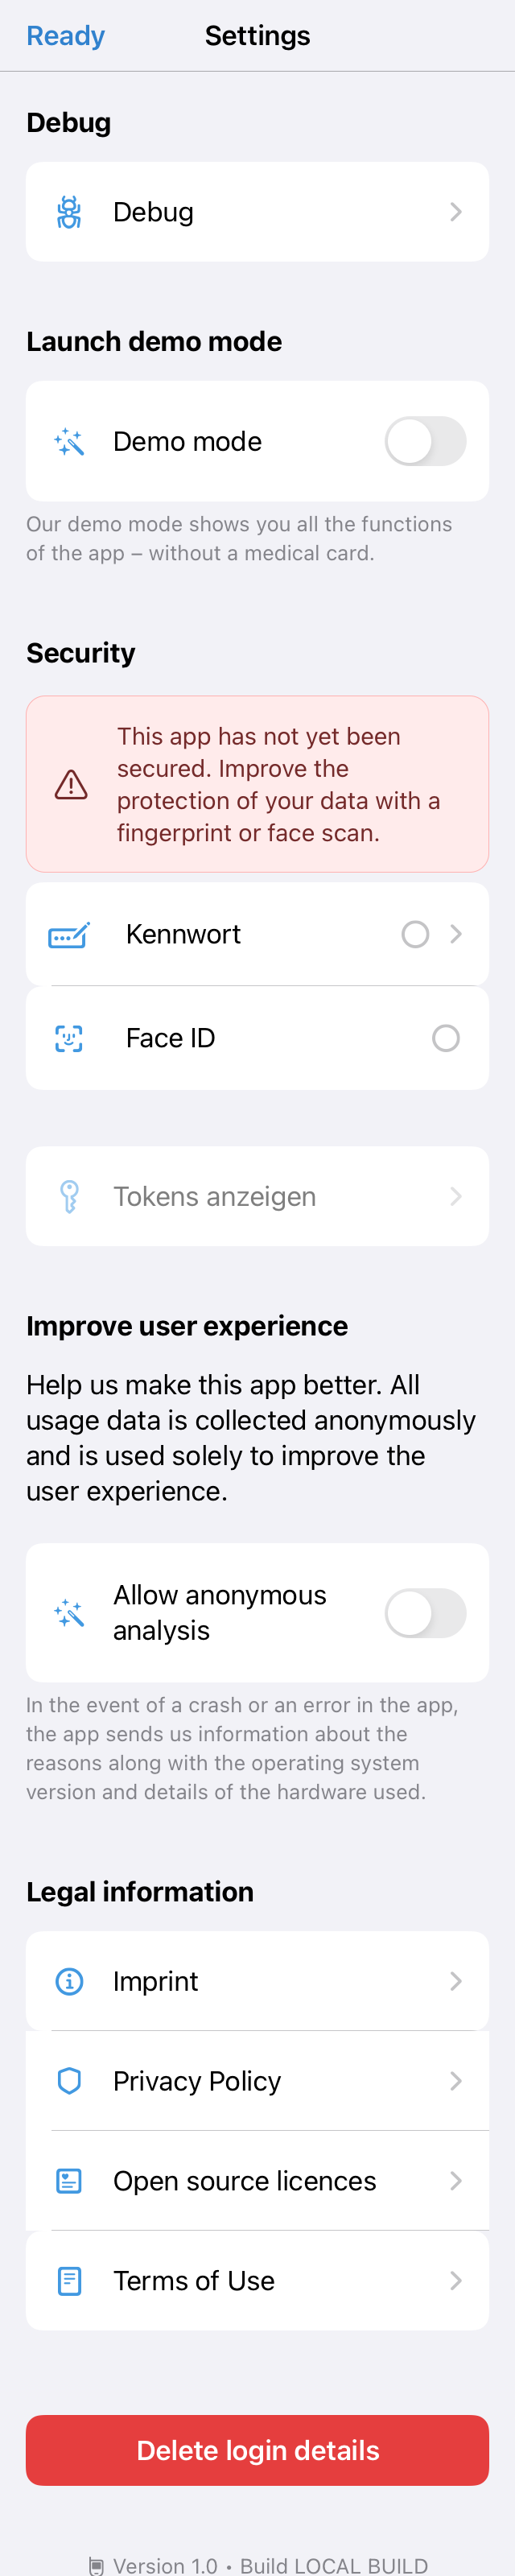 Ready
Settings
Debug
Debug
Launch demo mode
Demo mode
Our demo mode shows you all the functions
of the app – without a medical card.
Security
This app has not yet been
secured. Improve the
protection of your data with a
fingerprint or face scan.
Kennwort
Face ID
Tokens anzeigen
Improve user experience
Help us make this app better. All
usage data is collected anonymously
and is used solely to improve the
user experience.
Allow anonymous
analysis
In the event of a crash or an error in the app,
the app sends us information about the
reasons along with the operating system
version and details of the hardware used.
Legal information
Imprint
Privacy Policy
Open source licences
Terms of Use
Delete login details
Version 1.0 • Build LOCAL BUILD